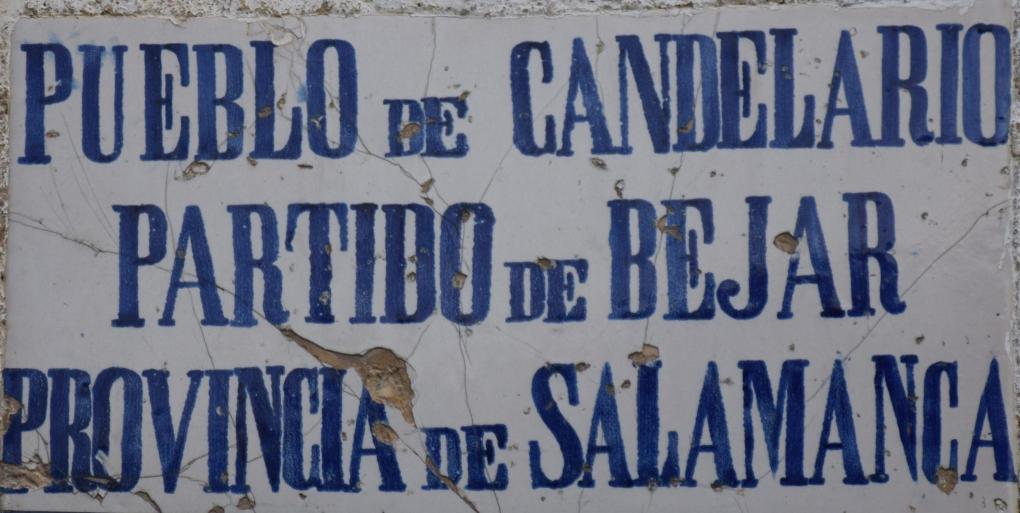 PUEBLO DE CANDELARIO
PARTIDO DE BEJAR
PROVINCIA DE SALAMANCA